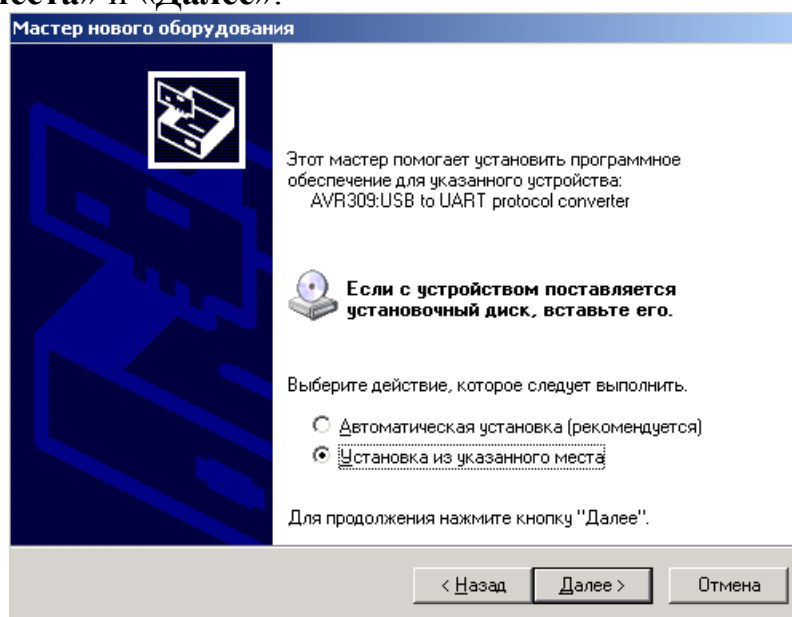 места» и «Далее».
Мастер нового оборудования
Этот мастер помогает установить программное
обеспечение для указанного устройства:
AVR309:USB to UART protocol converter
Если с устройством поставляется
установочный диск, вставьте его.
Выберите действие, которое следует выполнить.
Автоматическая установка (рекомендуется)
Установка из указанного места
Для продолжения нажмите кнопку "Далее".
< Назад Далее > Отмена